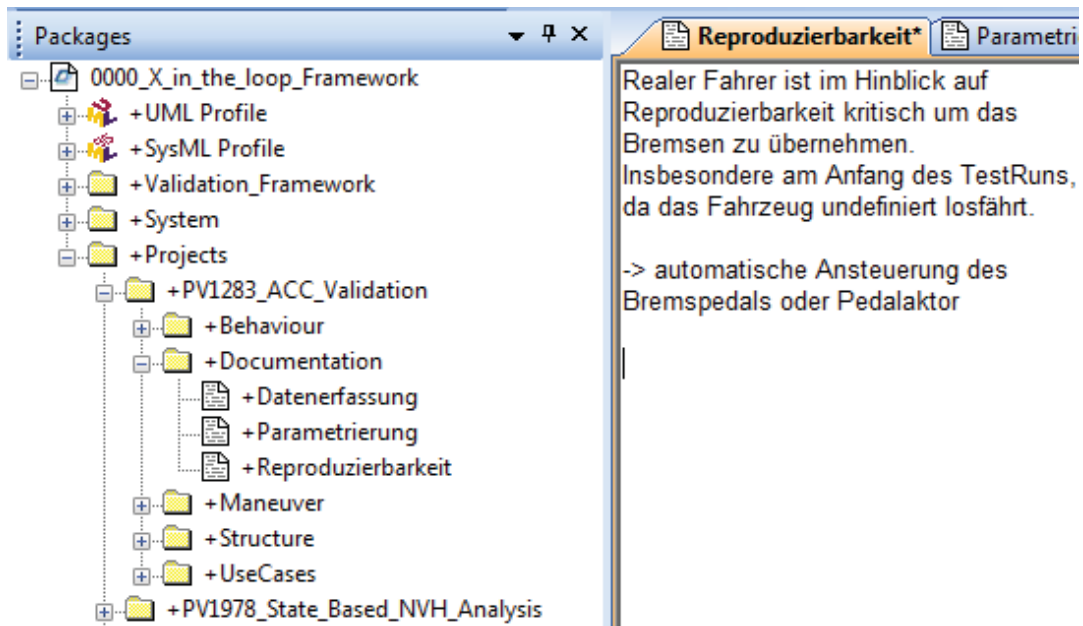 Packages
0000_X_in_the_loop_Framework
+UML Profile
+SysML Profile
+Validation_Framework
+System
+Projects
+PV1283_ACC_Validation
+Behaviour
+Documentation
+Datenerfassung
+Parametrierung
+Reproduzierbarkeit
+Maneuver
+Structure
+UseCases
+PV1978_State_Based_NVH_Analysis
Reproduzierbarkeit* Parametri
Realer Fahrer ist im Hinblick auf
Reproduzierbarkeit kritisch um das
Bremsen zu übernehmen.
Insbesondere am Anfang des TestRuns,
da das Fahrzeug undefiniert losfährt.
-> automatische Ansteuerung des
Bremspedals oder Pedalaktor